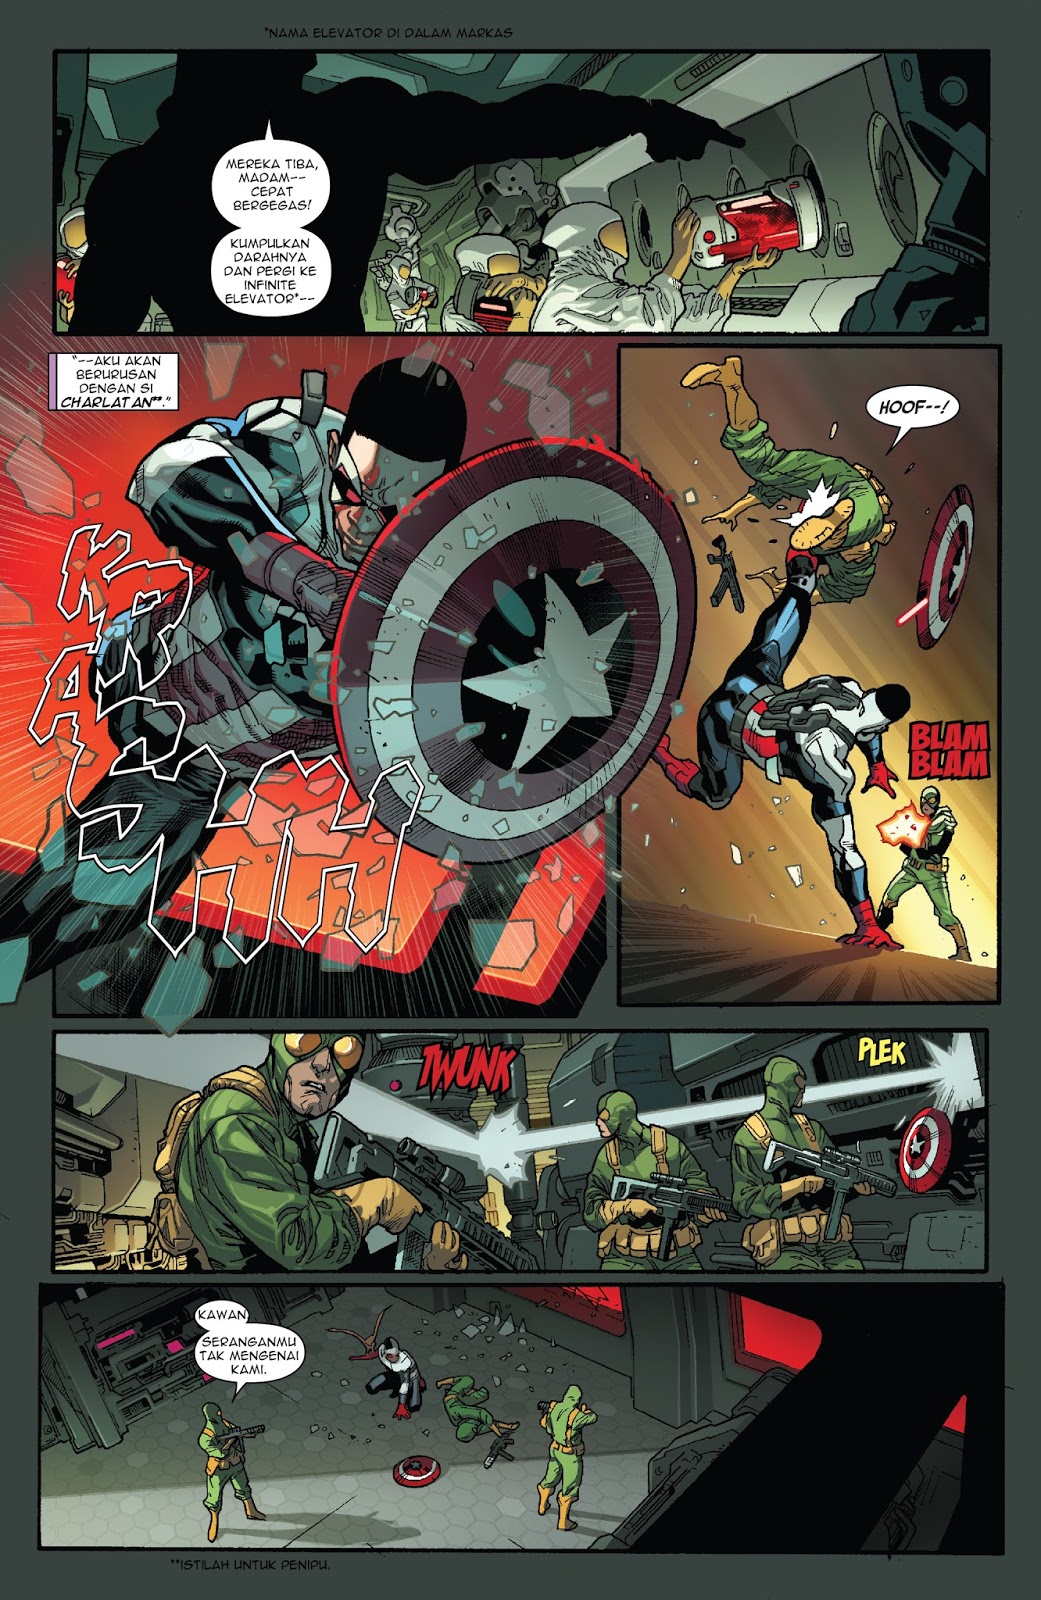 *NAMA ELEVATOR DI DALAM MARKAS
MEREKA TIBA,
MADAM--
CEPAT
BERGEGAS!
KUMPULKAN
DARAHNYA
DAN PERGI KE
INFINITE
ELEVATOR*--
"--AKU AKAN
BERURUSAN
DENGAN SI
CHARLATAN**."
KRASHHH
HOOF--!
BLAM
BLAM
TWUNK
PLEK
KAWAN,
SERANGANMU
TAK MENGENAI
KAMI.
**ISTILAH UNTUK PENIPU.